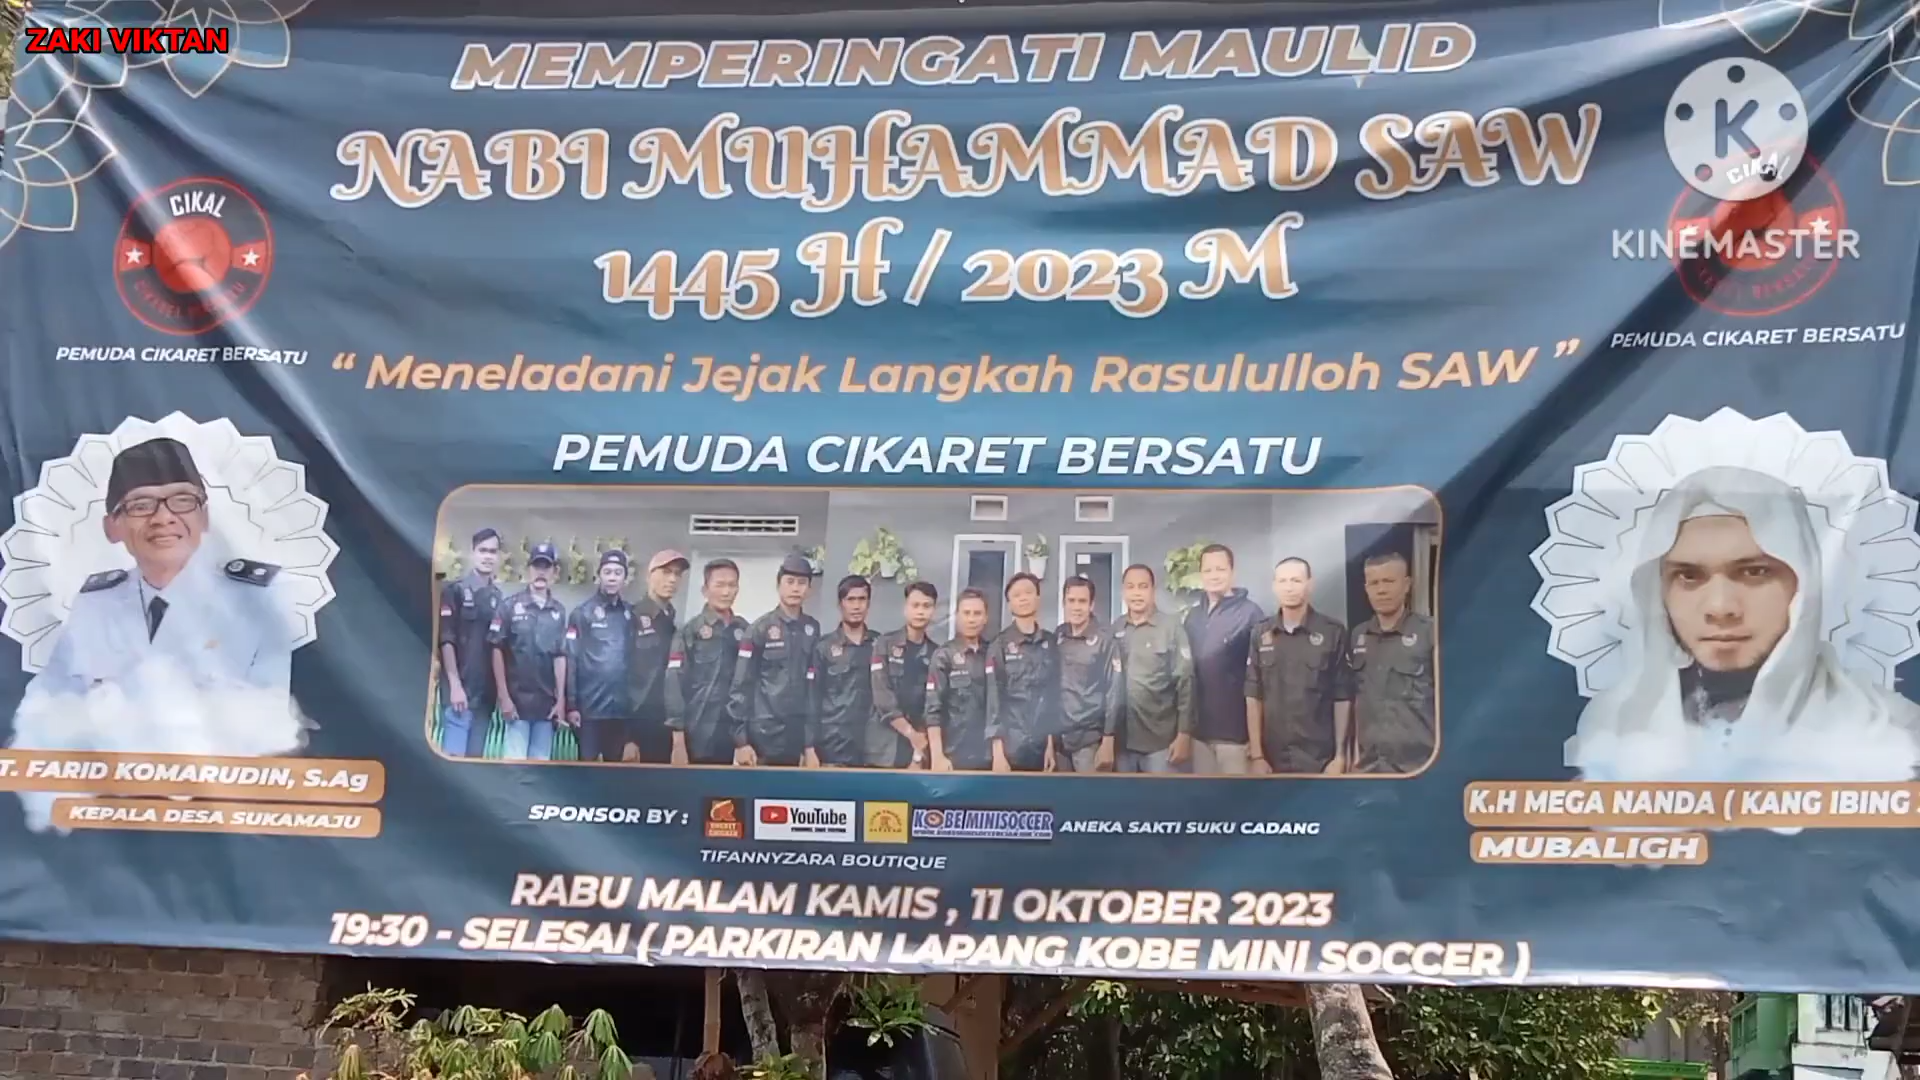 ZAKI VIKTAN
MEMPERINGATI MAULID
NABI MUHAMMAD SAW
1445 H / 2023 M
CIKAL
PEMUDA CIKARET BERSATU
KINEMASTER
CIKAL
PEMUDA CIKARET BERSATU
“ Meneladani Jejak Langkah Rasululloh SAW ”
PEMUDA CIKARET BERSATU
T. FARID KOMARUDIN, S.Ag
KEPALA DESA SUKAMAJU
K.H MEGA NANDA ( KANG IBING
MUBALIGH
SPONSOR BY : YouTube KOBE MINISOCCER ANEKA SAKTI SUKU CADANG
TIFANNYZARA BOUTIQUE
RABU MALAM KAMIS , 11 OKTOBER 2023
19:30 - SELESAI ( PARKIRAN LAPANG KOBE MINI SOCCER )